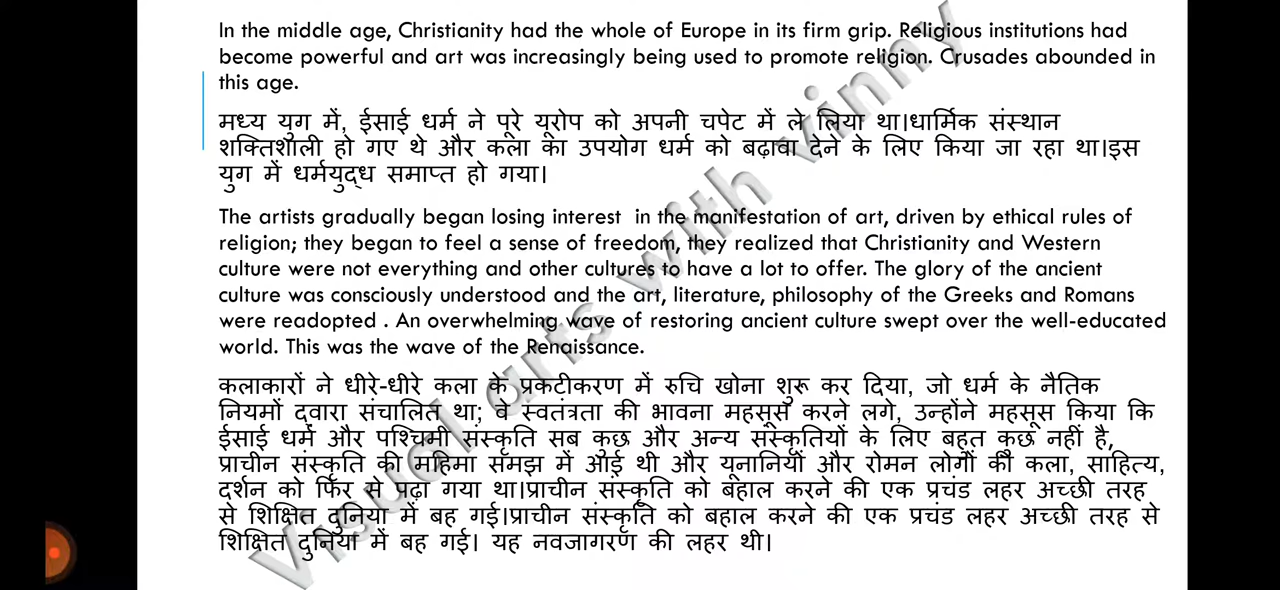 In the middle age, Christianity had the whole of Europe in its firm grip. Religious institutions had
become powerful and art was increasingly being used to promote religion. Crusades abounded in
this age.
मध्य युग में, ईसाई धर्म ने पूरे यूरोप को अपनी चपेट में ले लिया था।धार्मिक संस्थान
शक्तिशाली हो गए थे और कला का उपयोग धर्म को बढ़ावा देने के लिए किया जा रहा था।इस
युग में धर्मयुद्ध समाप्त हो गया।
The artists gradually began losing interest in the manifestation of art, driven by ethical rules of
religion; they began to feel a sense of freedom, they realized that Christianity and Western
culture were not everything and other cultures to have a lot to offer. The glory of the ancient
culture was consciously understood and the art, literature, philosophy of the Greeks and Romans
were readopted . An overwhelming wave of restoring ancient culture swept over the well-educated
world. This was the wave of the Renaissance.
कलाकारों ने धीरे-धीरे कला के प्रकटीकरण में रुचि खोना शुरू कर दिया, जो धर्म के नैतिक
नियमों द्वारा संचालित था; वे स्वतंत्रता की भावना महसूस करने लगे, उन्होंने महसूस किया कि
ईसाई धर्म और पश्चिमी संस्कृति सब कुछ और अन्य संस्कृतियों के लिए बहुत कुछ नहीं है,
प्राचीन संस्कृति की महिमा समझ में आई थी और यूनानियों और रोमन लोगों की कला, साहित्य,
दर्शन को फिर से पढ़ा गया था।प्राचीन संस्कृति को बहाल करने की एक प्रचंड लहर अच्छी तरह
से शिक्षित दुनिया में बह गई।प्राचीन संस्कृति को बहाल करने की एक प्रचंड लहर अच्छी तरह से
शिक्षित दुनिया में बह गई। यह नवजागरण की लहर थी।
Visual arts with vinny